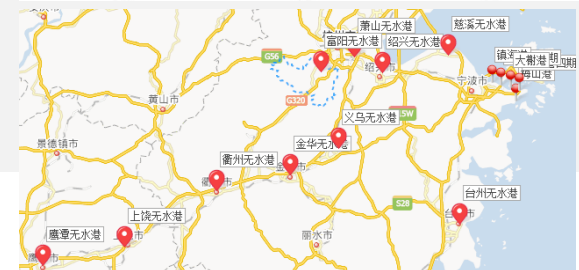 萧山无水港
慈溪无水港
富阳无水港
绍兴无水港
G56
大榭港
四期
梅山港
宁波市
黄山市
G320
义乌无水港
景德镇市
金华无水港
衢州无水港
S28
台州无水港
上饶无水港
鹰潭无水港
丽水市